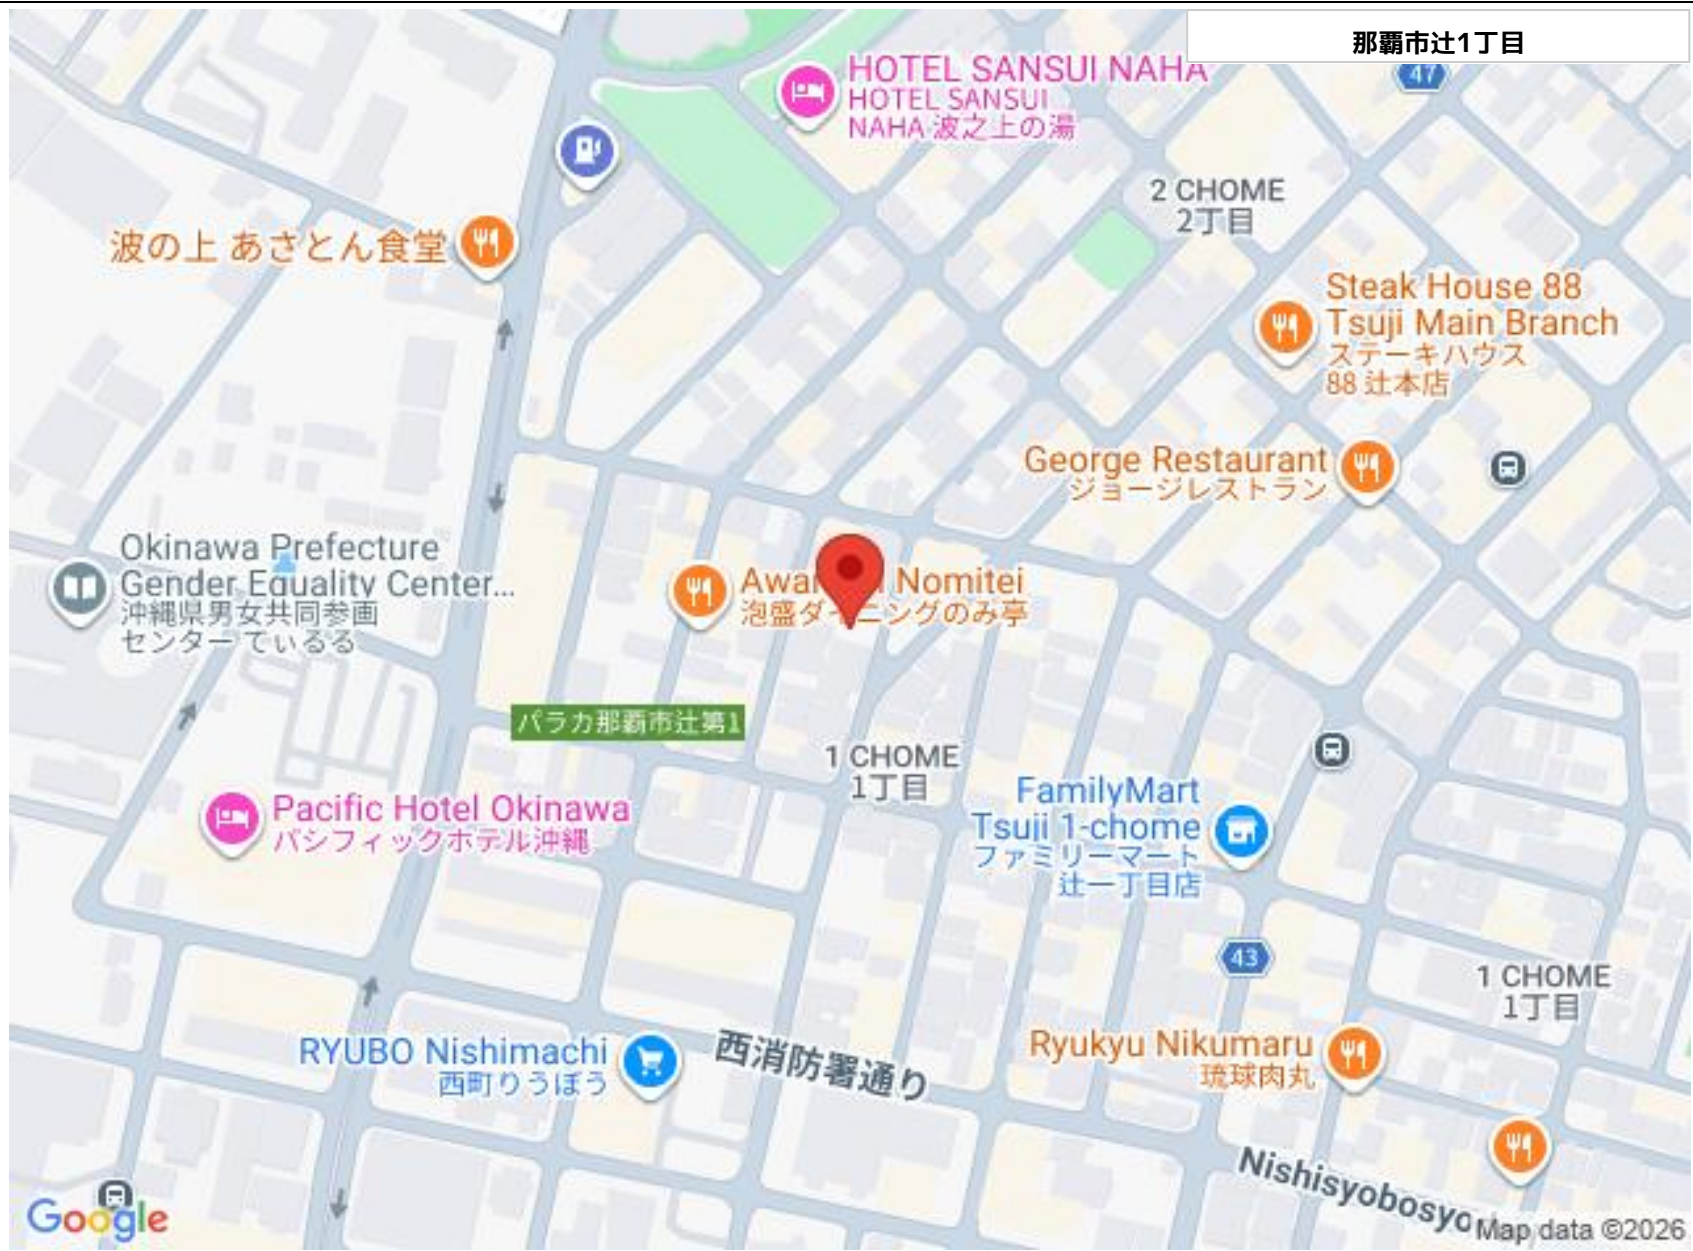 那覇市辻1丁目
47
HOTEL SANSUI NAHA
HOTEL SANSUI
NAHA 波之上の湯
2 CHOME
2丁目
波の上 あさとん食堂
Steak House 88
Tsuji Main Branch
ステーキハウス
88 辻本店
George Restaurant
ジョージレストラン
Okinawa Prefecture
Gender Equality Center...
沖縄県男女共同参画
センター てぃるる
Nomitei
泡盛ダイニングのみ亭
パラカ那覇市辻第1
1 CHOME
1丁目
Pacific Hotel Okinawa
パシフィックホテル沖縄
FamilyMart
Tsuji 1-chome
ファミリーマート
辻一丁目店
43
1 CHOME
1丁目
RYUBO Nishimachi
西町りうぼう
西消防署通り
Ryukyu Nikumaru
琉球肉丸
Nishisyobosyo
Google
Map data ©2026